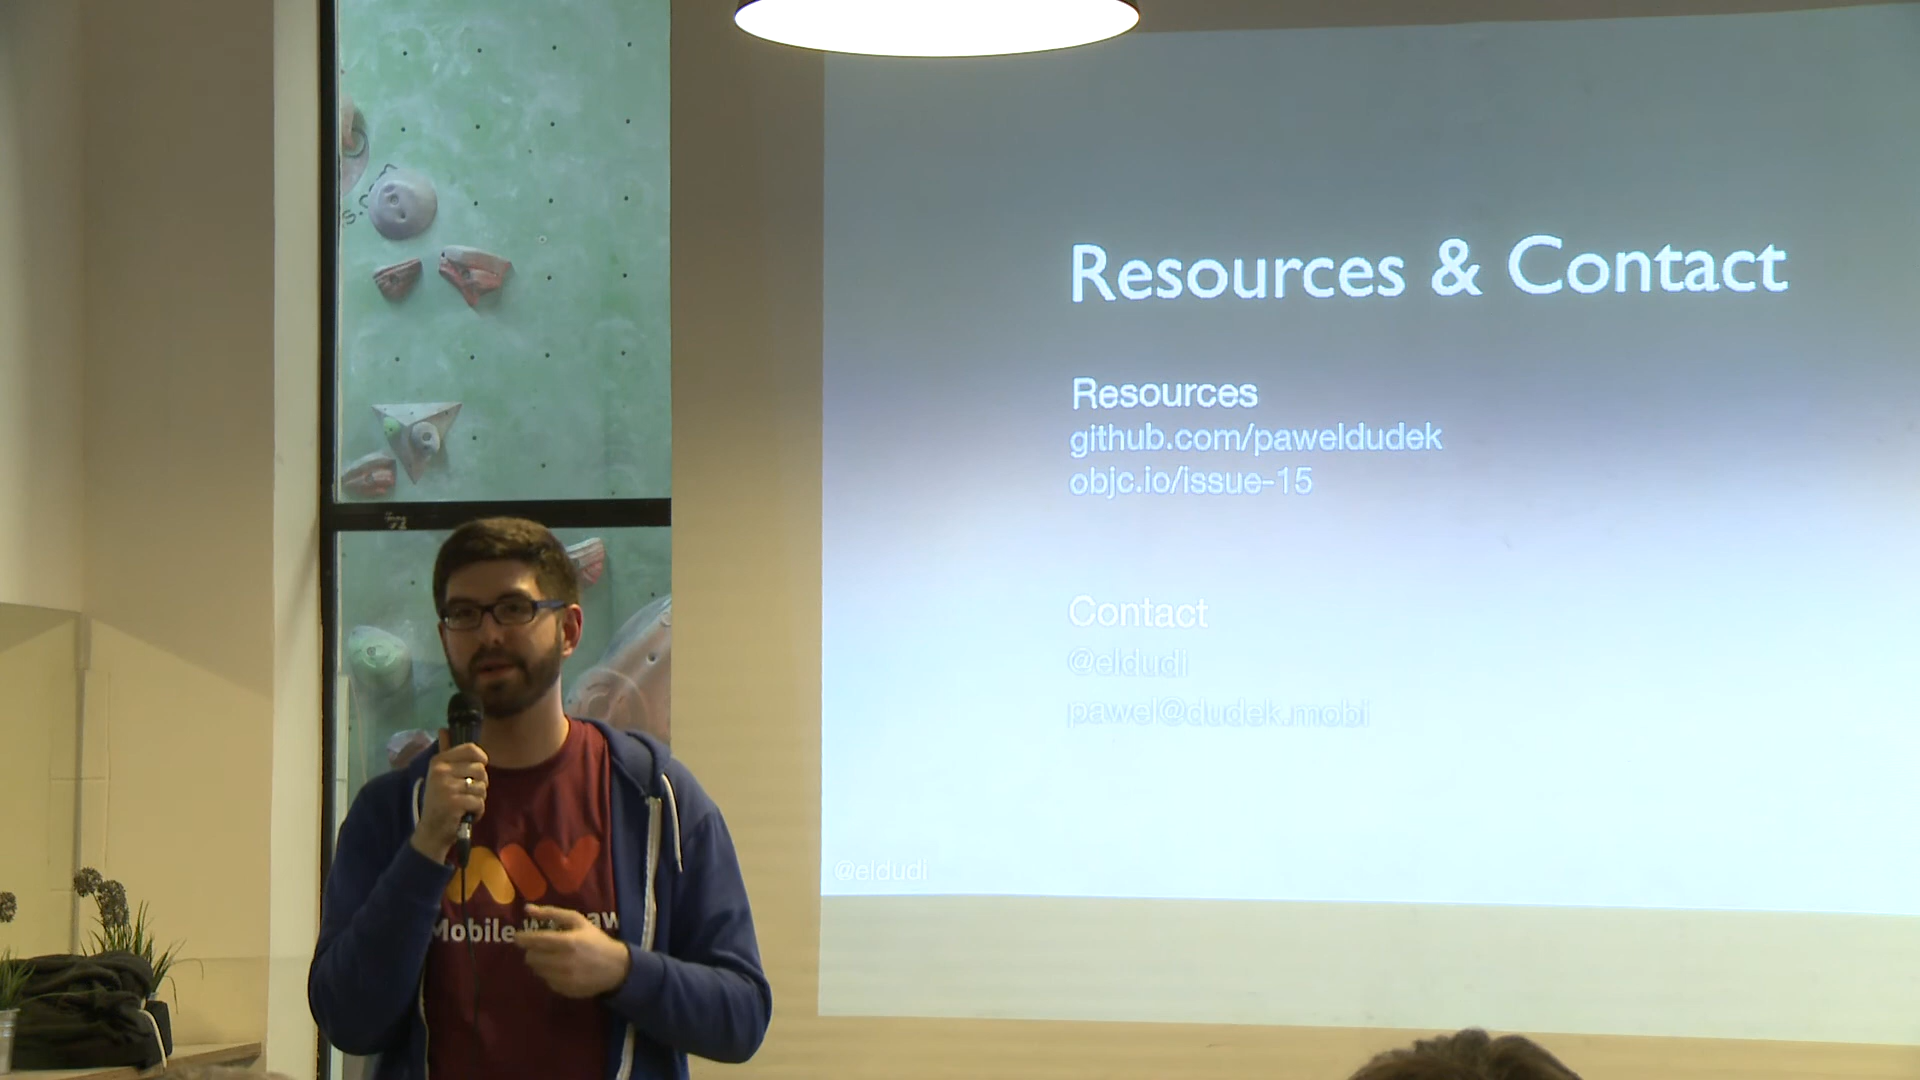 Resources & Contact
Resources
github.com/paweldudek
objc.io/issue-15
Contact
@eldudi
pawel@dudek.mobi
@eldudi
Mobile